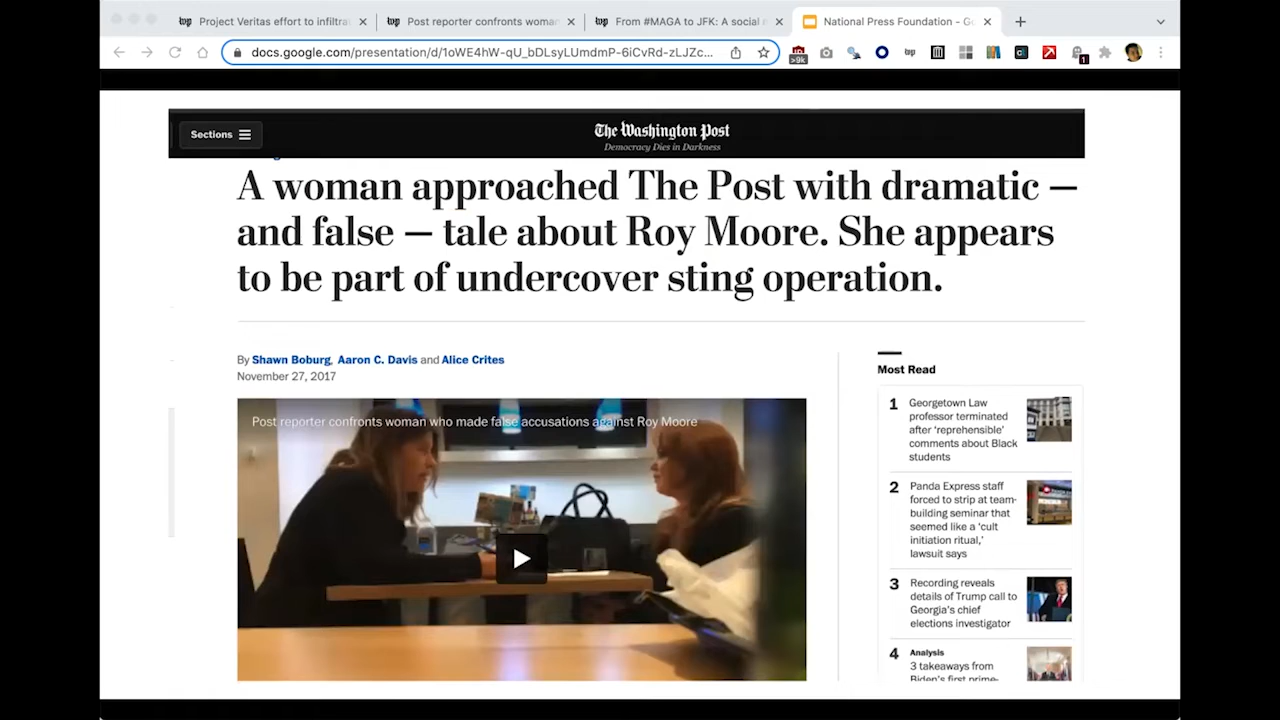 Project Veritas effort to infiltra
Post reporter confronts woman
From #MAGA to JFK: A social
National Press Foundation - Go
docs.google.com/presentation/d/1oWE4hW-qU_bDLsyLUmdmP-6iCvRd-zLJZc...
>9k
1
Sections
The Washington Post
Democracy Dies in Darkness
A woman approached The Post with dramatic —
and false — tale about Roy Moore. She appears
to be part of undercover sting operation.
By Shawn Boburg, Aaron C. Davis and Alice Crites
November 27, 2017
Post reporter confronts woman who made false accusations against Roy Moore
Most Read
1 Georgetown Law
professor terminated
after ‘reprehensible’
comments about Black
students
2 Panda Express staff
forced to strip at team-
building seminar that
seemed like a ‘cult
initiation ritual,’
lawsuit says
3 Recording reveals
details of Trump call to
Georgia’s chief
elections investigator
4 Analysis
3 takeaways from
Biden’s first prime-